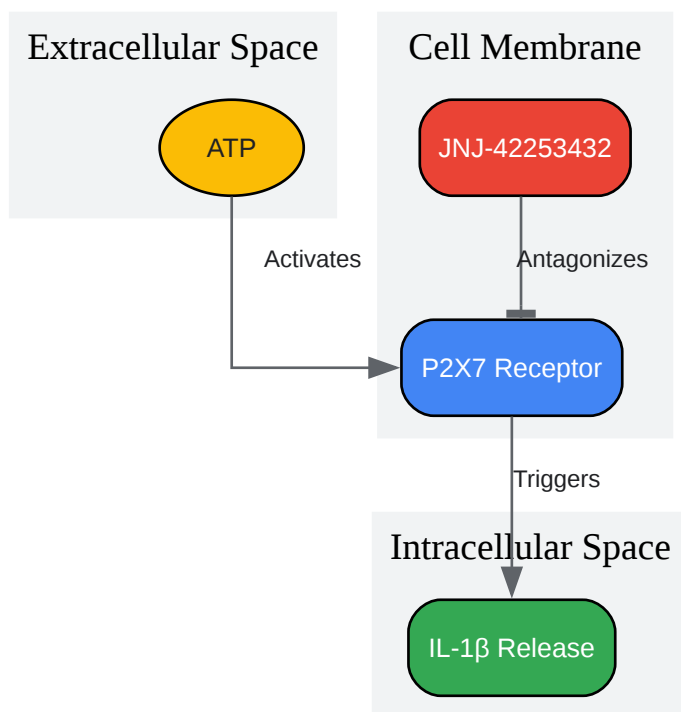 Extracellular Space
Cell Membrane
ATP
JNJ-42253432
Activates
Antagonizes
P2X7 Receptor
Triggers
Intracellular Space
IL-1β Release